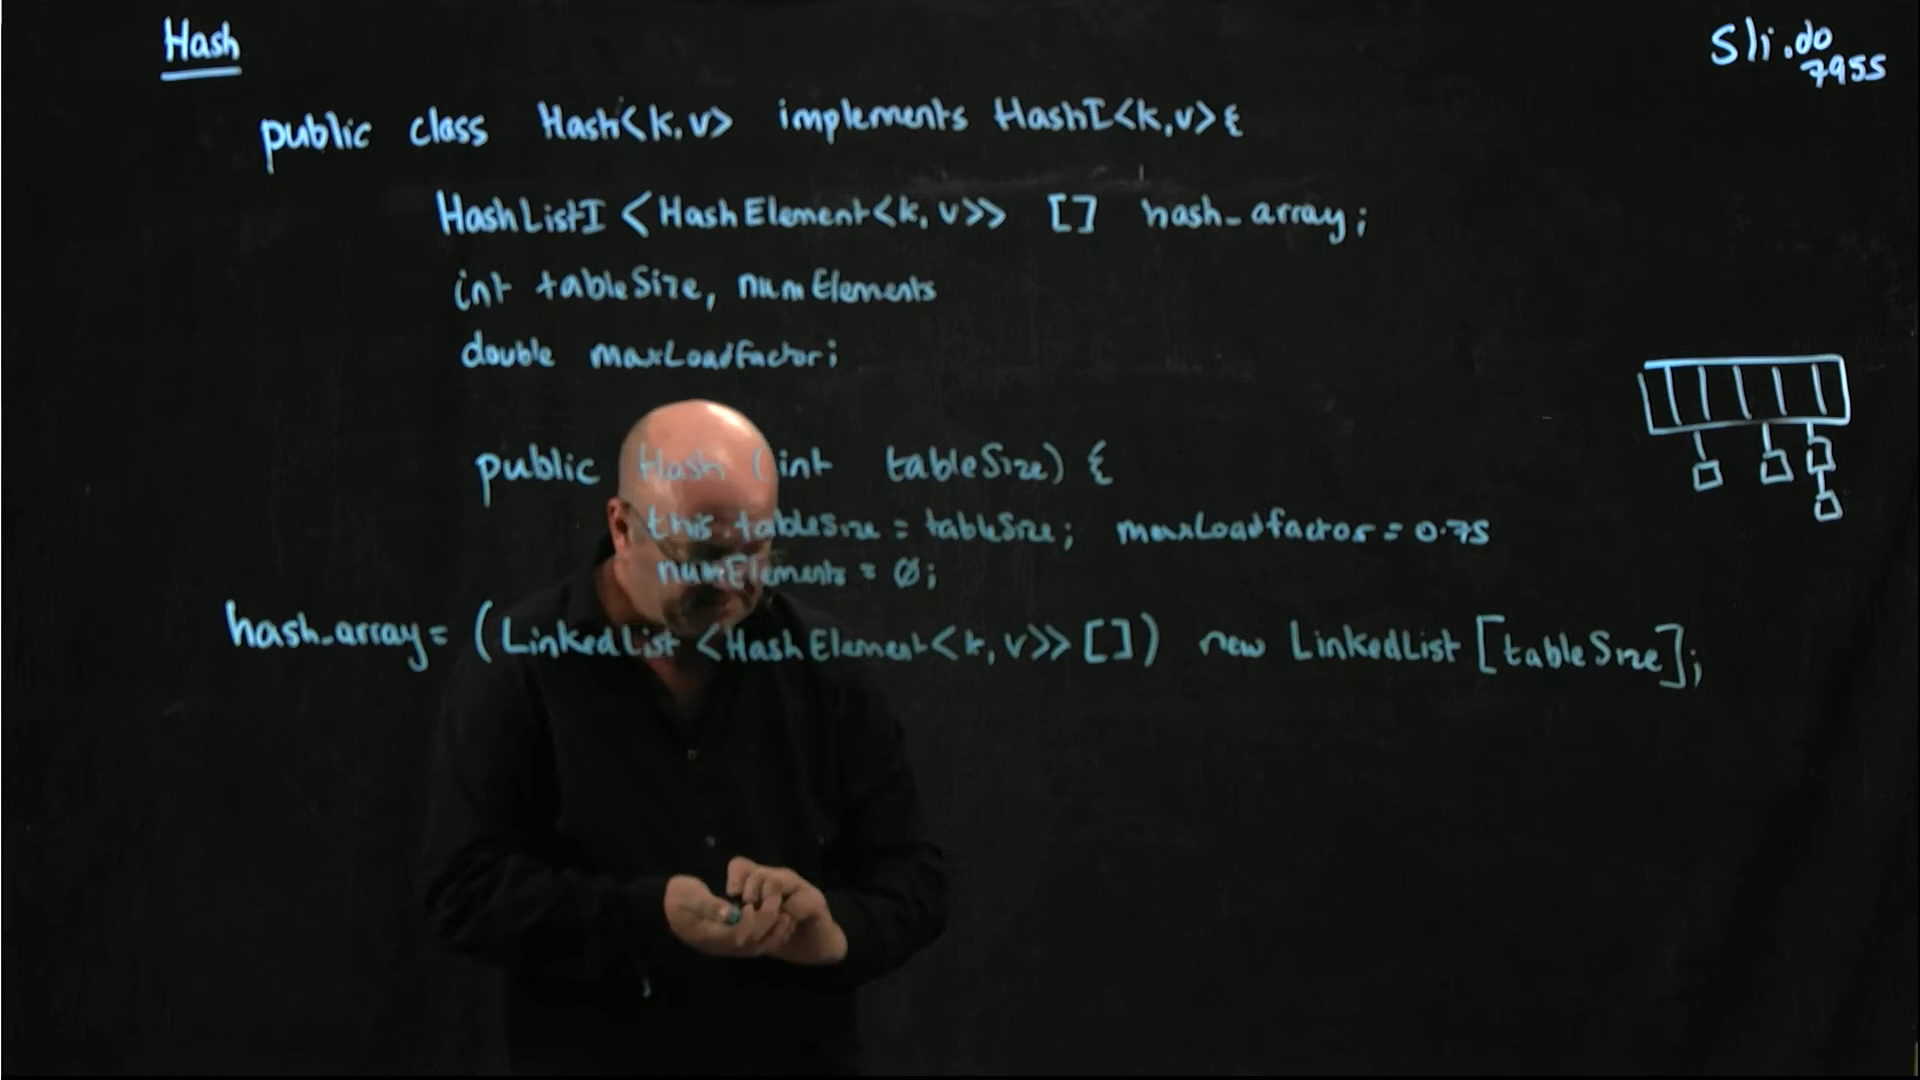 Hash
Sli.do
7955
public class Hash<k,v> implements HashI<k,v>{
HashListI <HashElement<k,v>> [] hash_array;
int tableSize, numElements
double maxLoadfactor;
public Hash (int tableSize) {
this.tableSize = tableSize; maxLoadfactor = 0.75
numElements = 0;
hash_array = (LinkedList <HashElement<k,v>> []) new LinkedList [tableSize];